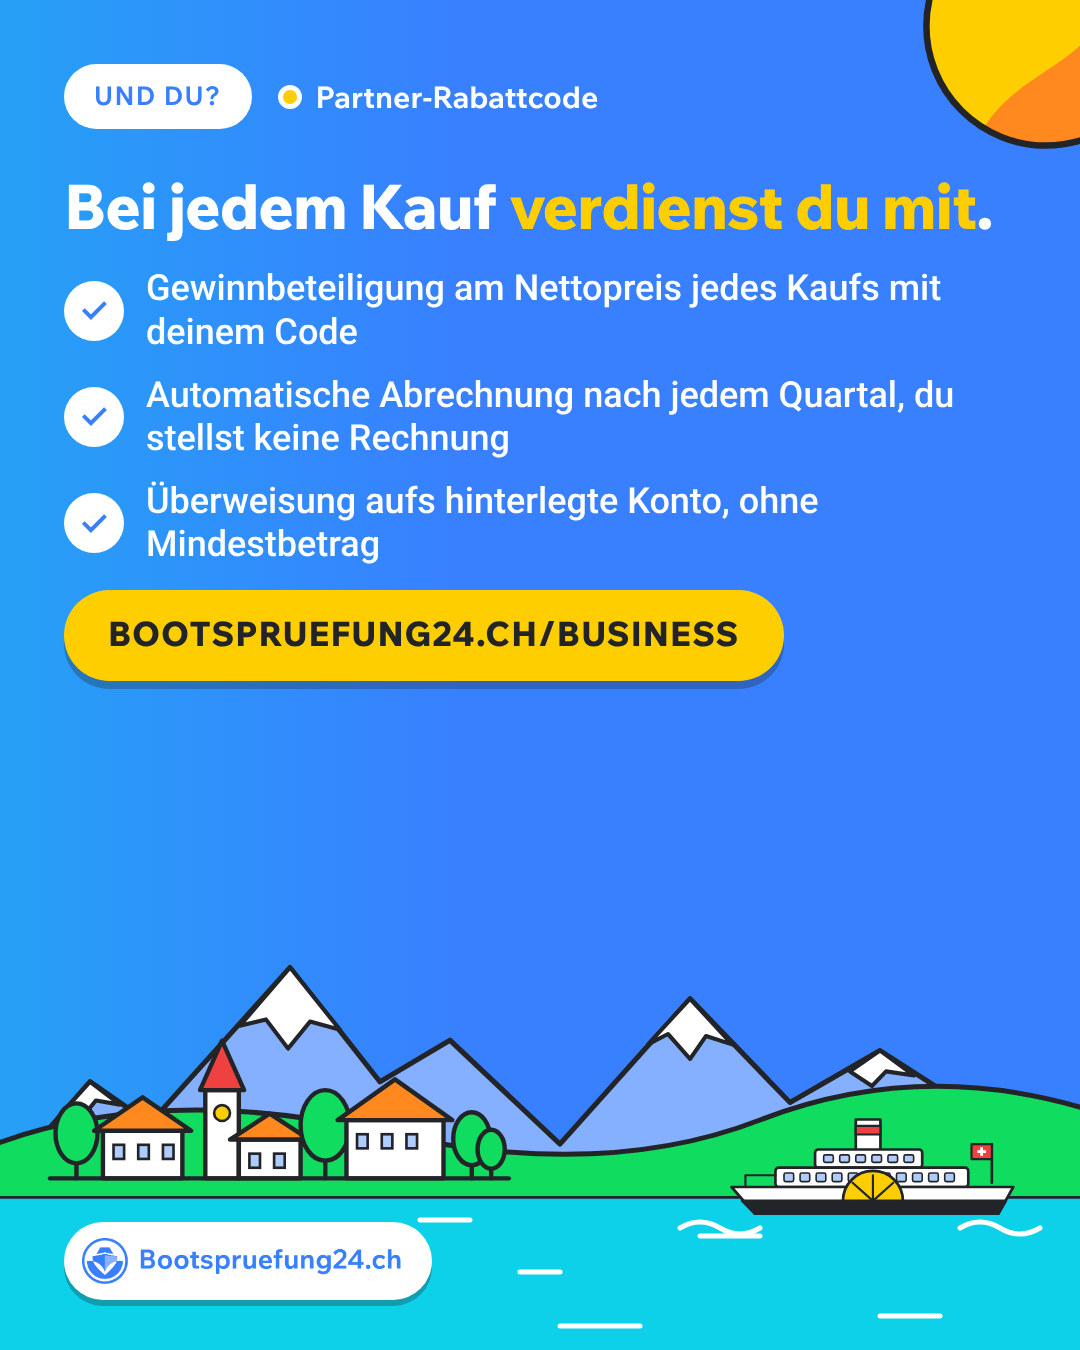 UND DU?
Partner-Rabattcode
Bei jedem Kauf verdienst du mit.
Gewinnbeteiligung am Nettopreis jedes Kaufs mit
deinem Code
Automatische Abrechnung nach jedem Quartal, du
stellst keine Rechnung
Überweisung aufs hinterlegte Konto, ohne
Mindestbetrag
BOOTSPRUEFUNG24.CH/BUSINESS
Bootspruefung24.ch